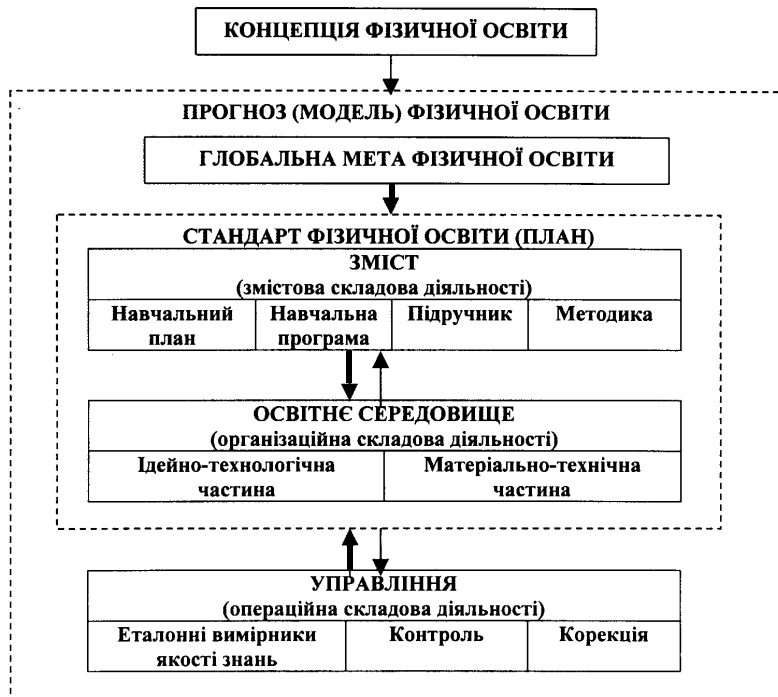 КОНЦЕПЦІЯ ФІЗИЧНОЇ ОСВІТИ
ПРОГНОЗ (МОДЕЛЬ) ФІЗИЧНОЇ ОСВІТИ
ГЛОБАЛЬНА МЕТА ФІЗИЧНОЇ ОСВІТИ
СТАНДАРТ ФІЗИЧНОЇ ОСВІТИ (ПЛАН)
ЗМІСТ
(змістова складова діяльності)
Навчальний
план
Навчальна
програма
Підручник
Методика
ОСВІТНЄ СЕРЕДОВИЩЕ
(організаційна складова діяльності)
Ідейно-технологічна
частина
Матеріально-технічна
частина
УПРАВЛІННЯ
(операційна складова діяльності)
Еталонні вимірники
якості знань
Контроль
Корекція